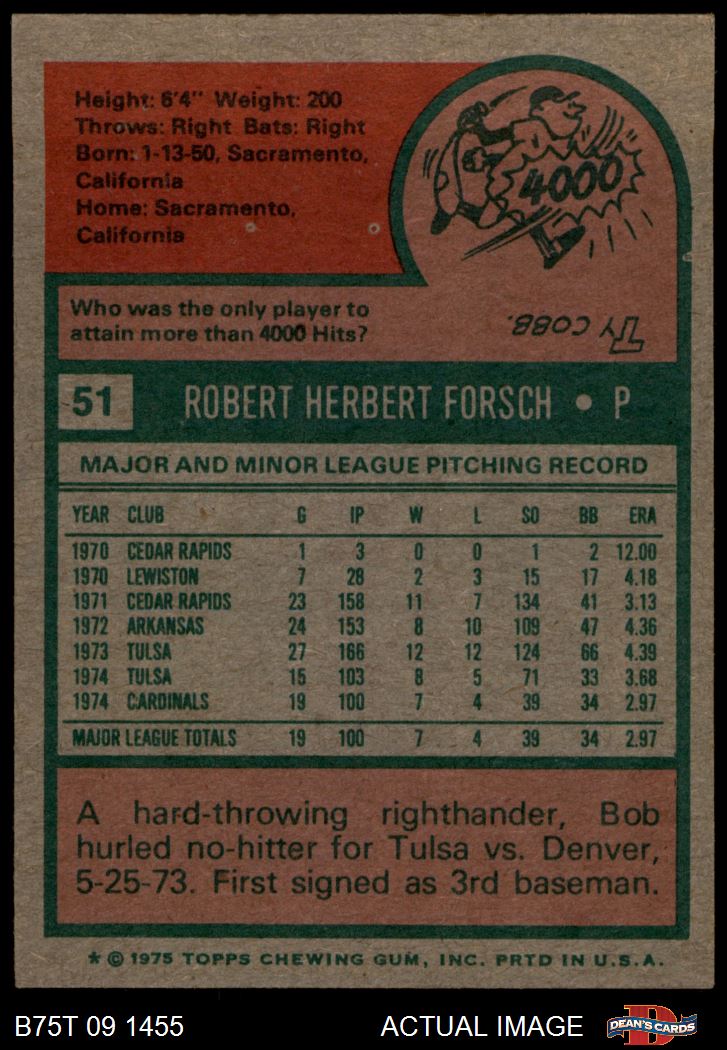 Height: 6'4" Weight: 200
Throws: Right Bats: Right
Born: 1-13-50, Sacramento,
California
Home: Sacramento,
California
4000
Who was the only player to
attain more than 4000 Hits?
TY COBB.
51 ROBERT HERBERT FORSCH • P
MAJOR AND MINOR LEAGUE PITCHING RECORD
YEAR CLUB G IP W L SO BB ERA
1970 CEDAR RAPIDS 1 3 0 0 1 2 12.00
1970 LEWISTON 7 28 2 3 15 17 4.18
1971 CEDAR RAPIDS 23 158 11 7 134 41 3.13
1972 ARKANSAS 24 153 8 10 109 47 4.36
1973 TULSA 27 166 12 12 124 66 4.39
1974 TULSA 15 103 8 5 71 33 3.68
1974 CARDINALS 19 100 7 4 39 34 2.97
MAJOR LEAGUE TOTALS 19 100 7 4 39 34 2.97
A hard-throwing righthander, Bob
hurled no-hitter for Tulsa vs. Denver,
5-25-73. First signed as 3rd baseman.
* © 1975 TOPPS CHEWING GUM, INC. PRTD IN U.S.A.
B75T 09 1455 ACTUAL IMAGE
D
DEAN'S CARDS